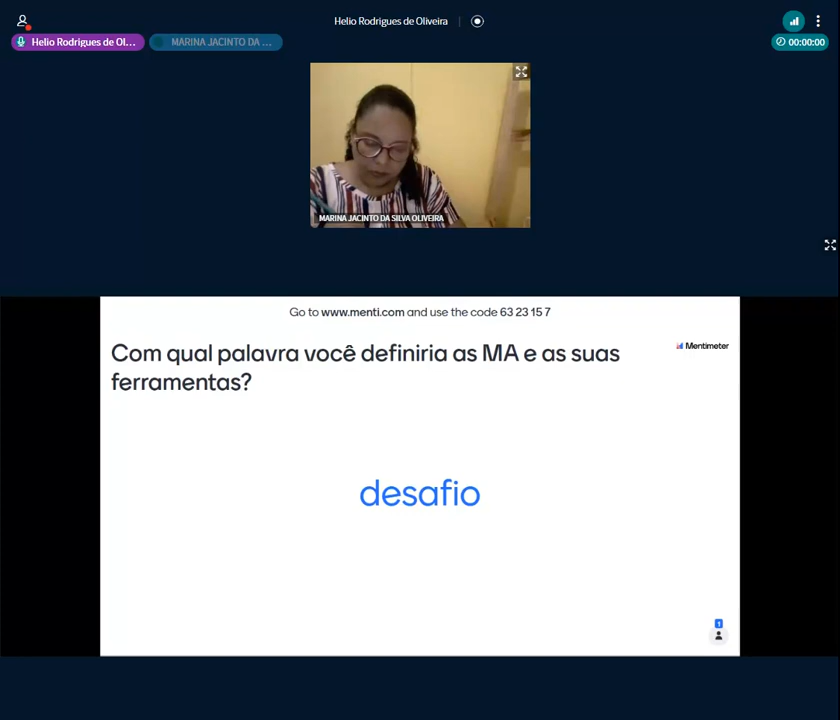 Helio Rodrigues de Oliveira
Helio Rodrigues de Ol...
MARINA JACINTO DA ...
00:00:00
MARINA JACINTO DA SILVA OLIVEIRA
Go to www.menti.com and use the code 63 23 15 7
Com qual palavra você definiria as MA e as suas
ferramentas?
Mentimeter
desafio
1